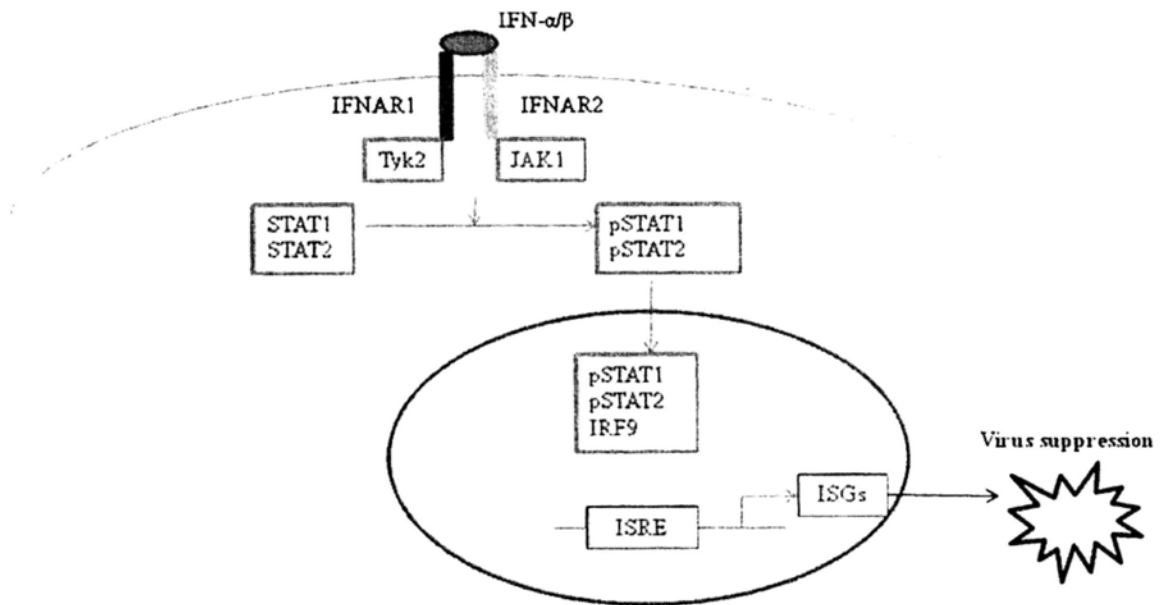 IFN-α/β
IFNAR1
IFNAR2
Tyk2
JAK1
STAT1
STAT2
pSTAT1
pSTAT2
pSTAT1
pSTAT2
IRF9
Virus suppression
ISGs
ISRE